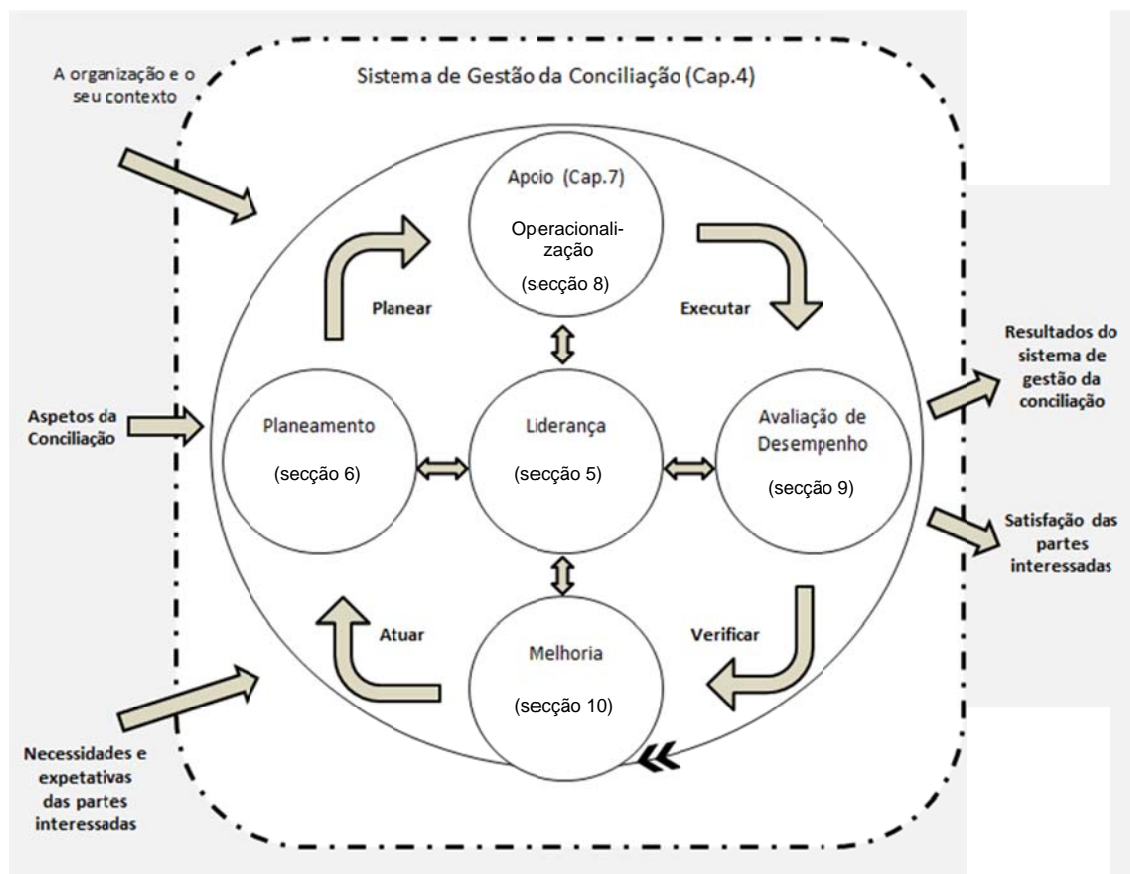 A organização e o
seu contexto
Sistema de Gestão da Conciliação (Cap.4)
Apoio (Cap.7)
Operacionali-
zação
(secção 8)
Planear
Executar
Resultados do
sistema de
gestão da
conciliação
Aspetos da
Conciliação
Planeamento
(secção 6)
Liderança
(secção 5)
Avaliação de
Desempenho
(secção 9)
Satisfação das
partes
interessadas
Atuar
Verificar
Melhoria
(secção 10)
Necessidades e
expetativas
das partes
interessadas